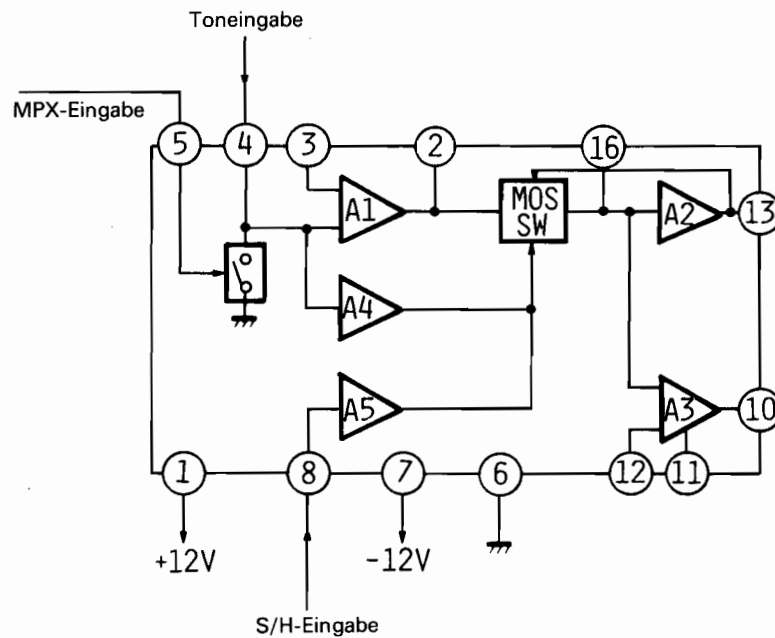 Toneingabe
MPX-Eingabe
5 4 3 2 16
A1 MOS SW A2 13
A4
A5 A3 10
1 8 7 6 12 11
+12V -12V
S/H-Eingabe